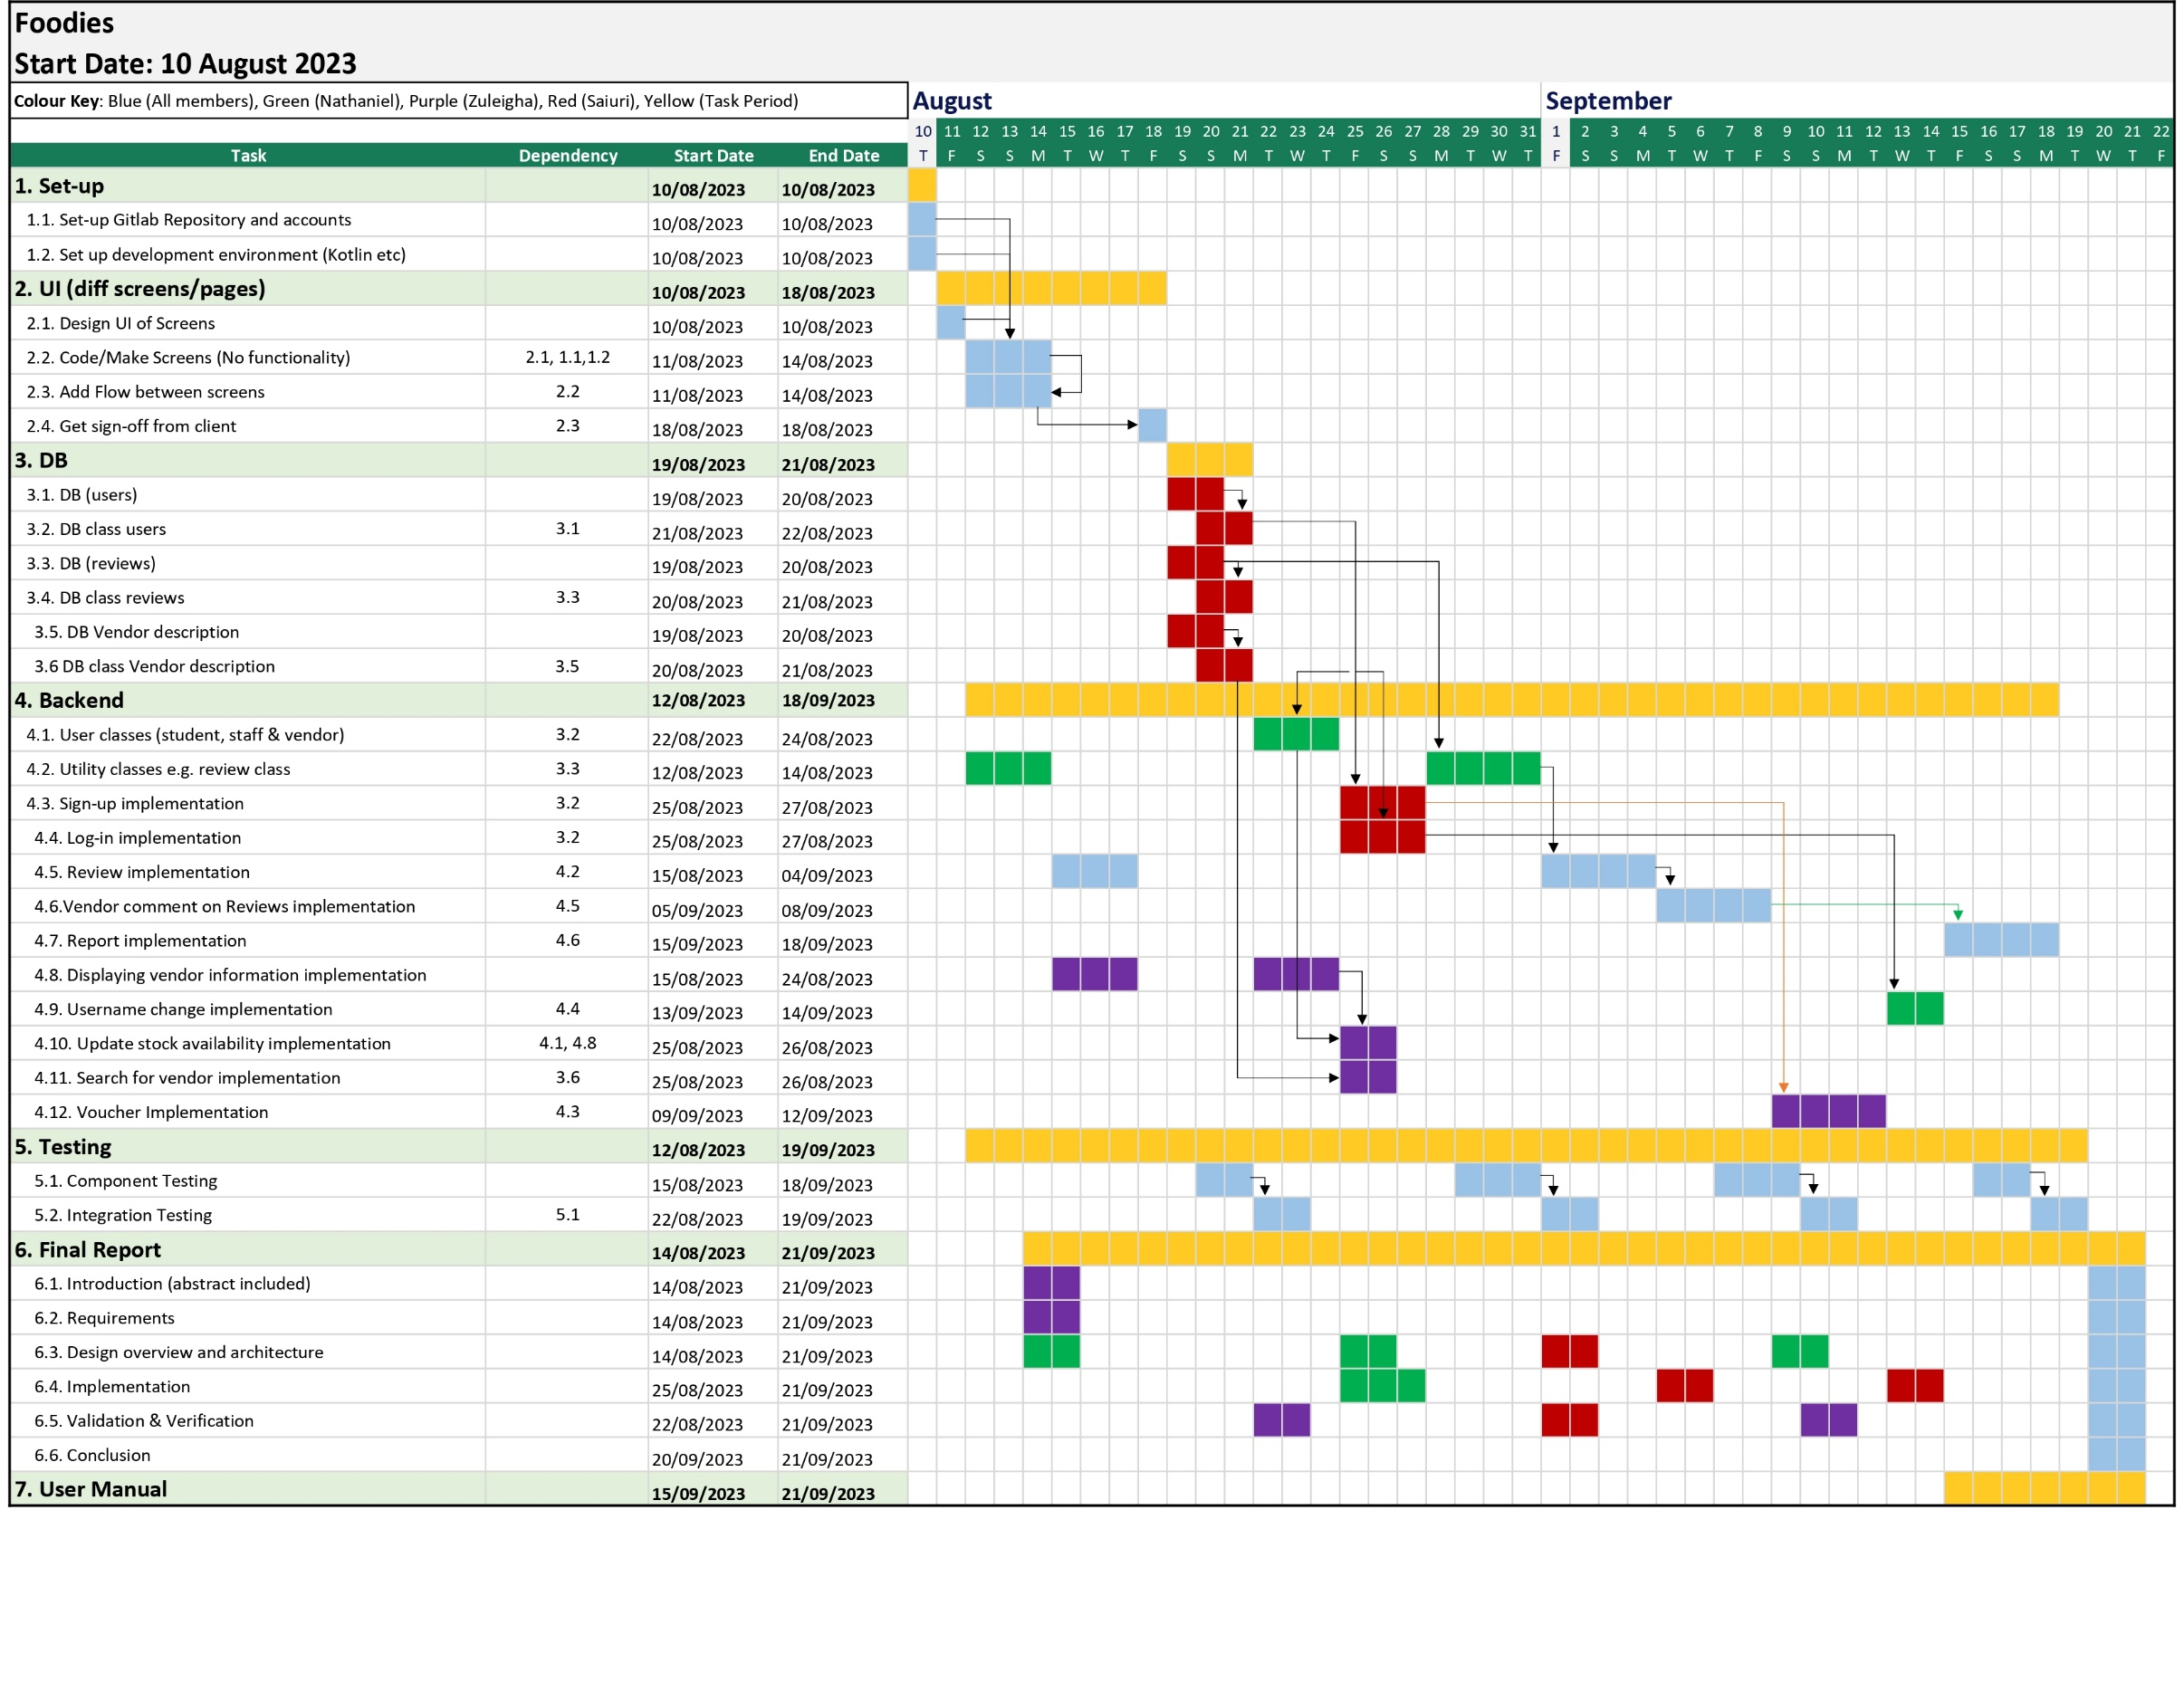 Foodies
Start Date: 10 August 2023
Colour Key: Blue (All members), Green (Nathaniel), Purple (Zuleigha), Red (Saiuri), Yellow (Task Period) August September
10 11 12 13 14 15 16 17 18 19 20 21 22 23 24 25 26 27 28 29 30 31 1 2 3 4 5 6 7 8 9 10 11 12 13 14 15 16 17 18 19 20 21 22
Task Dependency Start Date End Date T F S S M T W T F S S M T W T F S S M T W T F S S M T W T F S S M T W T F S S M T W T F
1. Set-up 10/08/2023 10/08/2023
1.1. Set-up Gitlab Repository and accounts 10/08/2023 10/08/2023
1.2. Set up development environment (Kotlin etc) 10/08/2023 10/08/2023
2. UI (diff screens/pages) 10/08/2023 18/08/2023
2.1. Design UI of Screens 10/08/2023 10/08/2023
2.2. Code/Make Screens (No functionality) 2.1, 1.1,1.2 11/08/2023 14/08/2023
2.3. Add Flow between screens 2.2 11/08/2023 14/08/2023
2.4. Get sign-off from client 2.3 18/08/2023 18/08/2023
3. DB 19/08/2023 21/08/2023
3.1. DB (users) 19/08/2023 20/08/2023
3.2. DB class users 3.1 21/08/2023 22/08/2023
3.3. DB (reviews) 19/08/2023 20/08/2023
3.4. DB class reviews 3.3 20/08/2023 21/08/2023
3.5. DB Vendor description 19/08/2023 20/08/2023
3.6 DB class Vendor description 3.5 20/08/2023 21/08/2023
4. Backend 12/08/2023 18/09/2023
4.1. User classes (student, staff & vendor) 3.2 22/08/2023 24/08/2023
4.2. Utility classes e.g. review class 3.3 12/08/2023 14/08/2023
4.3. Sign-up implementation 3.2 25/08/2023 27/08/2023
4.4. Log-in implementation 3.2 25/08/2023 27/08/2023
4.5. Review implementation 4.2 15/08/2023 04/09/2023
4.6.Vendor comment on Reviews implementation 4.5 05/09/2023 08/09/2023
4.7. Report implementation 4.6 15/09/2023 18/09/2023
4.8. Displaying vendor information implementation 15/08/2023 24/08/2023
4.9. Username change implementation 4.4 13/09/2023 14/09/2023
4.10. Update stock availability implementation 4.1, 4.8 25/08/2023 26/08/2023
4.11. Search for vendor implementation 3.6 25/08/2023 26/08/2023
4.12. Voucher Implementation 4.3 09/09/2023 12/09/2023
5. Testing 12/08/2023 19/09/2023
5.1. Component Testing 15/08/2023 18/09/2023
5.2. Integration Testing 5.1 22/08/2023 19/09/2023
6. Final Report 14/08/2023 21/09/2023
6.1. Introduction (abstract included) 14/08/2023 21/09/2023
6.2. Requirements 14/08/2023 21/09/2023
6.3. Design overview and architecture 14/08/2023 21/09/2023
6.4. Implementation 25/08/2023 21/09/2023
6.5. Validation & Verification 22/08/2023 21/09/2023
6.6. Conclusion 20/09/2023 21/09/2023
7. User Manual 15/09/2023 21/09/2023